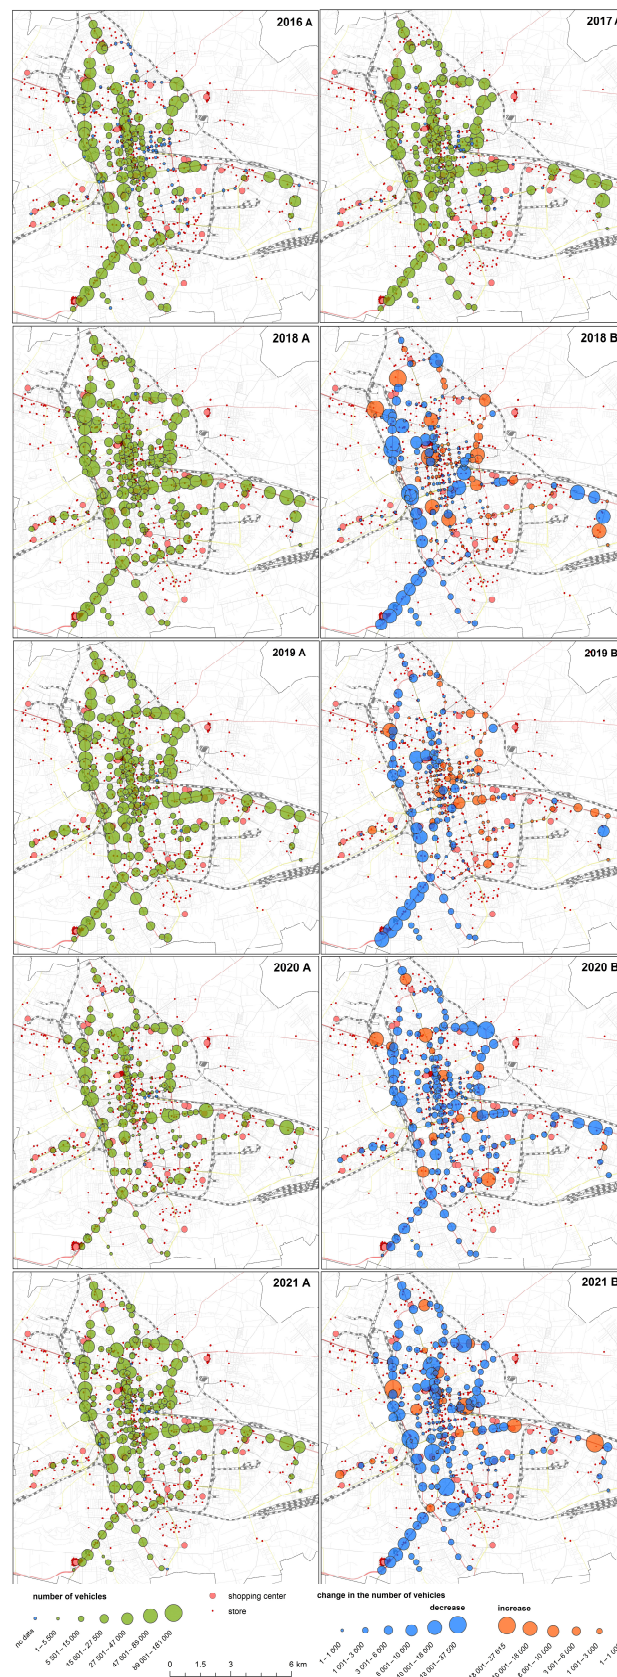 2016 A
2017 A
2018 A
2018 B
2019 A
2019 B
2020 A
2020 B
2021 A
2021 B
number of vehicles
no data
1–5 500
5 501–15 000
15 001–27 500
27 501–47 000
47 001–89 000
89 001–181 000
shopping center
store
0 1.5 3 6 km
change in the number of vehicles
decrease
1–1 000
1 001–3 000
3 001–6 000
6 001–10 000
10 001–18 000
increase
10 001–18 000
6 001–10 000
3 001–6 000
1 001–3 000